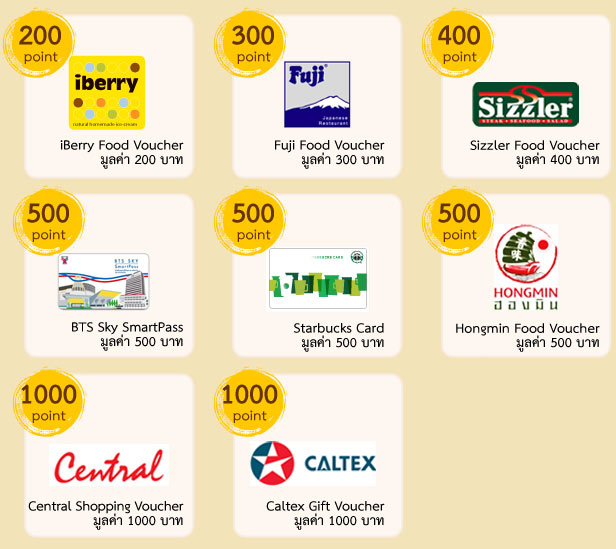 200
point
iberry
natural homemade ice-cream
iBerry Food Voucher
มูลค่า 200 บาท
300
point
Fuji
Japanese
Restaurant
Fuji Food Voucher
มูลค่า 300 บาท
400
point
Sizzler
STEAK • SEAFOOD • SALAD
Sizzler Food Voucher
มูลค่า 400 บาท
500
point
BTS SKY
SmartPass
BTS Sky SmartPass
มูลค่า 500 บาท
500
point
Starbucks Card
มูลค่า 500 บาท
500
point
HONGMIN
ฮองมิน
Hongmin Food Voucher
มูลค่า 500 บาท
1000
point
Central
Central Shopping Voucher
มูลค่า 1000 บาท
1000
point
CALTEX
Caltex Gift Voucher
มูลค่า 1000 บาท